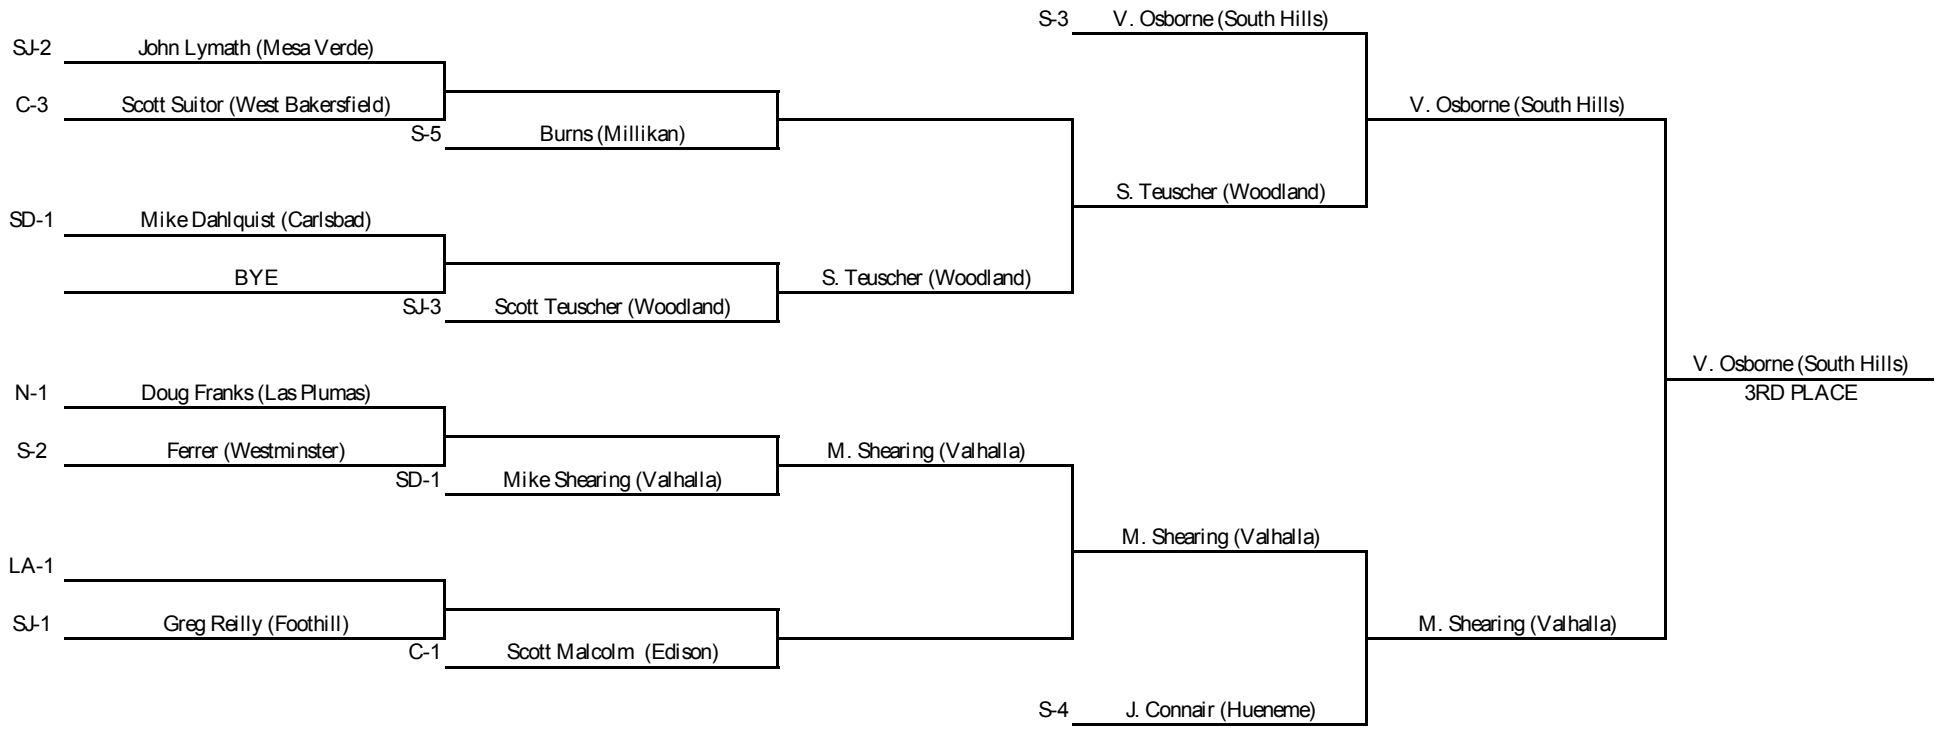 S-3 V. Osborne (South Hills)
SJ-2 John Lymath (Mesa Verde)
C-3 Scott Suitor (West Bakersfield)
V. Osborne (South Hills)
S-5 Burns (Millikan)
S. Teuscher (Woodland)
SD-1 Mike Dahlquist (Carlsbad)
BYE
S. Teuscher (Woodland)
SJ-3 Scott Teuscher (Woodland)
V. Osborne (South Hills)
3RD PLACE
N-1 Doug Franks (Las Plumas)
S-2 Ferrer (Westminster)
M. Shearing (Valhalla)
SD-1 Mike Shearing (Valhalla)
M. Shearing (Valhalla)
LA-1
SJ-1 Greg Reilly (Foothill)
M. Shearing (Valhalla)
C-1 Scott Malcolm (Edison)
S-4 J. Connair (Hueneme)